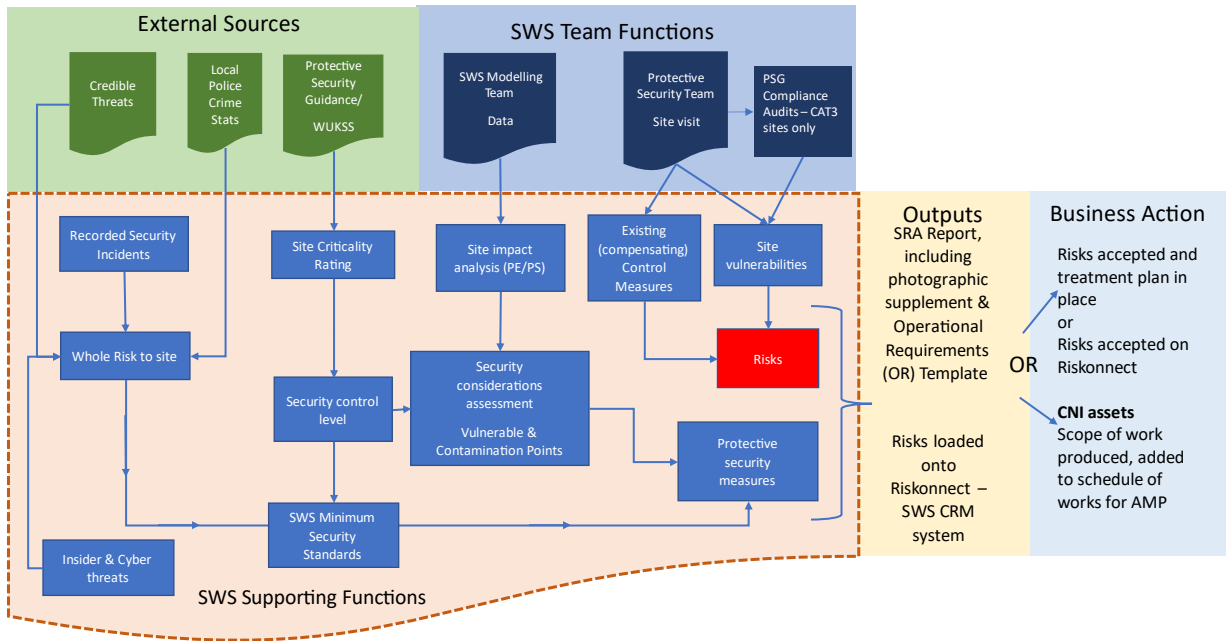 External Sources
SWS Team Functions
Credible
Threats
Local
Police
Crime
Stats
Protective
Security
Guidance/
WUKSS
SWS Modelling
Team
Data
Protective
Security Team
Site visit
PSG
Compliance
Audits – CAT3
sites only
Recorded Security
Incidents
Site Criticality
Rating
Site impact
analysis (PE/PS)
Existing
(compensating)
Control
Measures
Site
vulnerabilities
Whole Risk to site
Risks
Security control
level
Security
considerations
assessment
Vulnerable &
Contamination Points
Protective
security
measures
SWS Minimum
Security
Standards
Insider & Cyber
threats
SWS Supporting Functions
Outputs
SRA Report,
including
photographic
supplement &
Operational
Requirements
(OR) Template
Risks loaded
onto
Riskonnect –
SWS CRM
system
OR
Business Action
Risks accepted and
treatment plan in
place
or
Risks accepted on
Riskonnect
CNI assets
Scope of work
produced, added
to schedule of
works for AMP